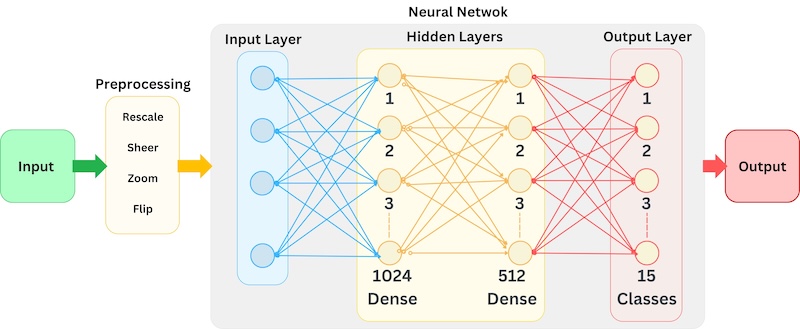 Neural Netwok
Input Layer
Hidden Layers
Output Layer
Preprocessing
Input
Rescale
Sheer
Zoom
Flip
1
2
3
1024
Dense
1
2
3
512
Dense
1
2
3
15
Classes
Output